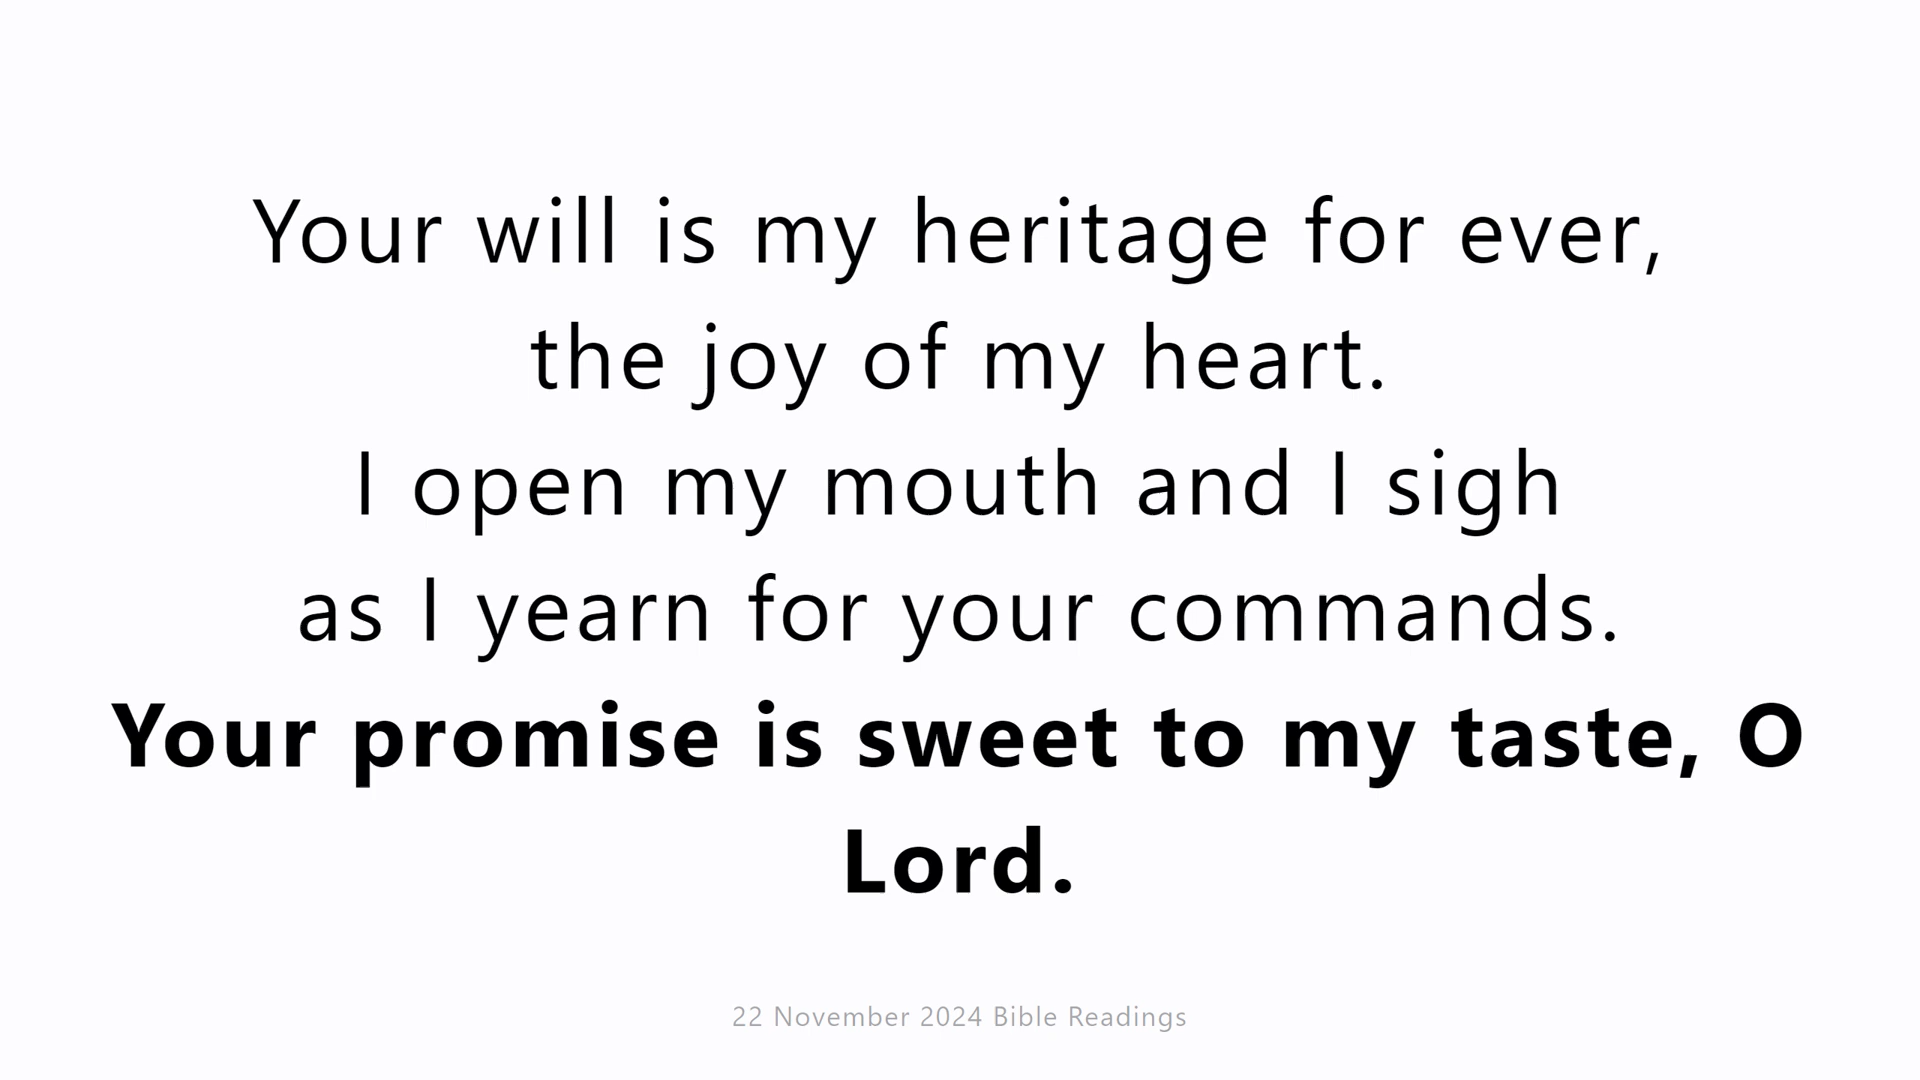 Your will is my heritage for ever,
the joy of my heart.
I open my mouth and I sigh
as I yearn for your commands.
Your promise is sweet to my taste, O
Lord.
22 November 2024 Bible Readings